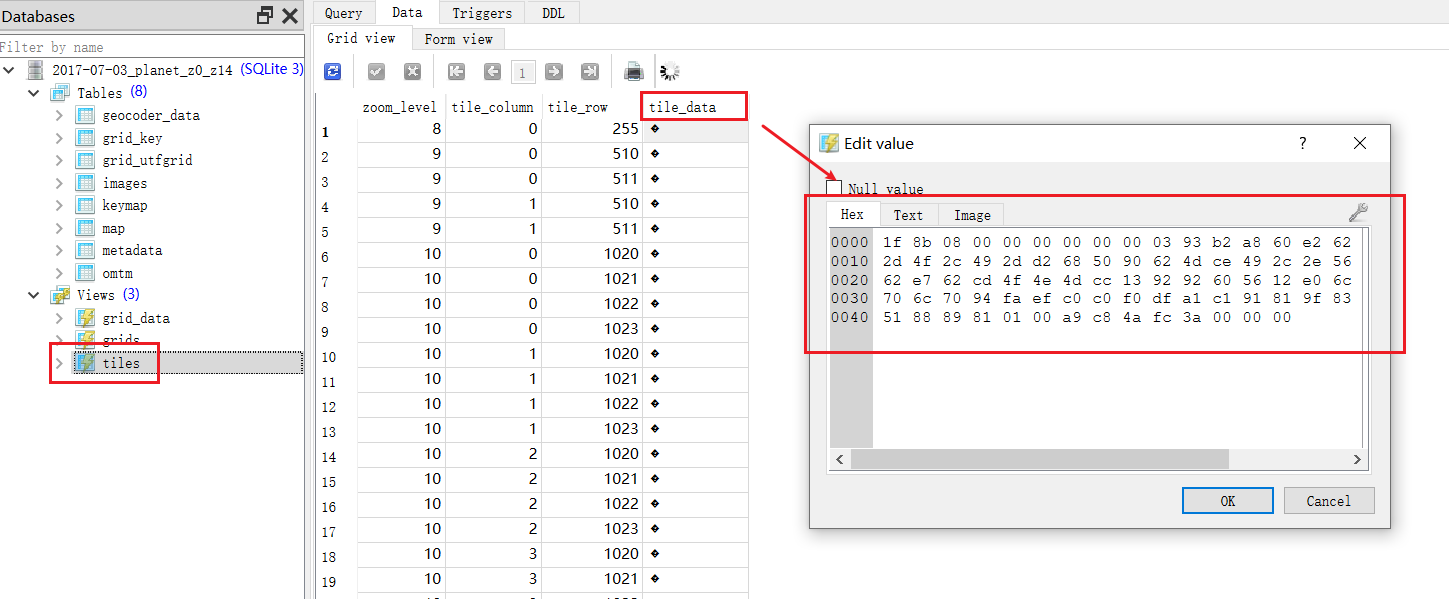 Databases
Filter by name
2017-07-03_planet_z0_z14 (SQLite 3)
Tables (8)
geocoder_data
grid_key
grid_utfgrid
images
keymap
map
metadata
omtm
Views (3)
grid_data
grids
tiles
Query Data Triggers DDL
Grid view Form view
1
zoom_level tile_column tile_row tile_data
1 8 0 255 �
2 9 0 510 �
3 9 0 511 �
4 9 1 510 �
5 9 1 511 �
6 10 0 1020 �
7 10 0 1021 �
8 10 0 1022 �
9 10 0 1023 �
10 10 1 1020 �
11 10 1 1021 �
12 10 1 1022 �
13 10 1 1023 �
14 10 2 1020 �
15 10 2 1021 �
16 10 2 1022 �
17 10 2 1023 �
18 10 3 1020 �
19 10 3 1021 �
Edit value ?
Null value
Hex Text Image
0000 1f 8b 08 00 00 00 00 00 00 03 93 b2 a8 60 e2 62
0010 2d 4f 2c 49 2d d2 68 50 90 62 4d ce 49 2c 2e 56
0020 62 e7 62 cd 4f 4e 4d cc 13 92 92 60 56 12 e0 6c
0030 70 6c 70 94 fa ef c0 c0 f0 df a1 c1 91 81 9f 83
0040 51 88 89 81 01 00 a9 c8 4a fc 3a 00 00 00
OK Cancel